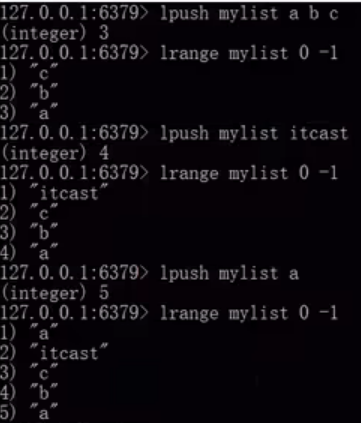 127.0.0.1:6379> lpush mylist a b c
(integer) 3
127.0.0.1:6379> lrange mylist 0 -1
1) "c"
2) "b"
3) "a"
127.0.0.1:6379> lpush mylist itcast
(integer) 4
127.0.0.1:6379> lrange mylist 0 -1
1) "itcast"
2) "c"
3) "b"
4) "a"
127.0.0.1:6379> lpush mylist a
(integer) 5
127.0.0.1:6379> lrange mylist 0 -1
1) "a"
2) "itcast"
3) "c"
4) "b"
5) "a"